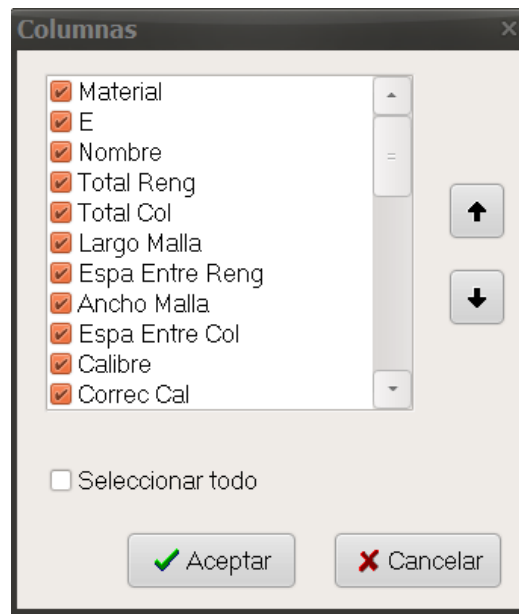 Columnas
Material
E
Nombre
Total Reng
Total Col
Largo Malla
Espa Entre Reng
Ancho Malla
Espa Entre Col
Calibre
Correc Cal
Seleccionar todo
Aceptar
Cancelar